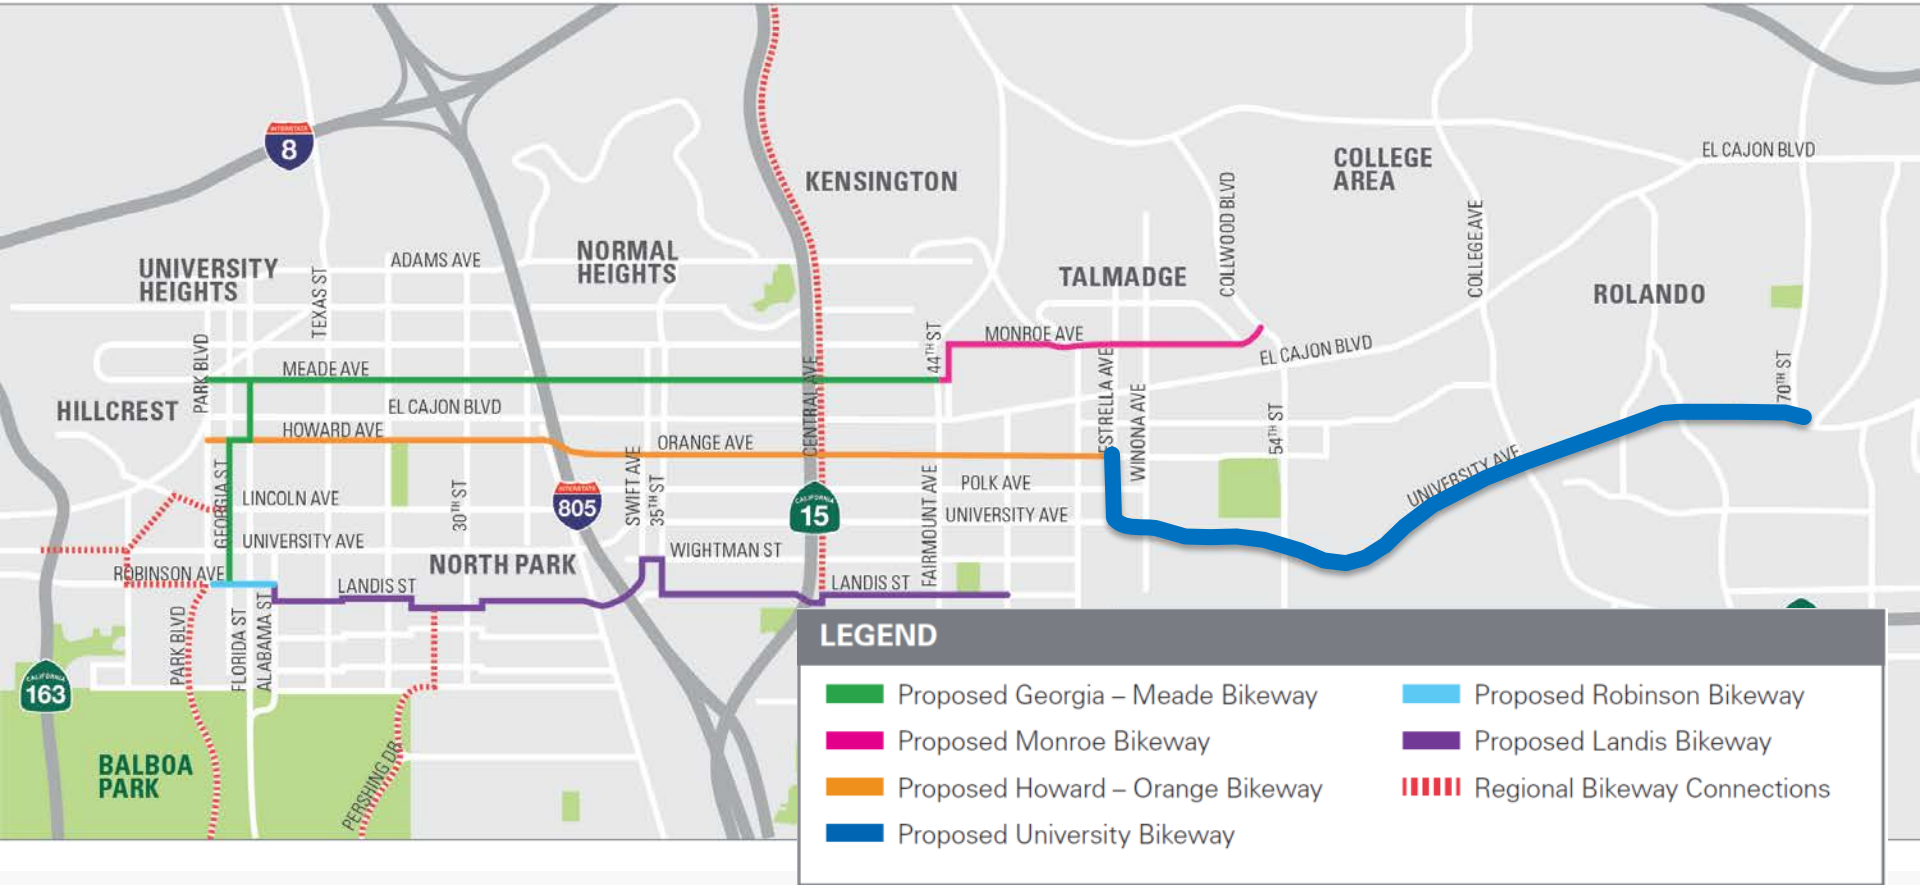 INTERSTATE
8
KENSINGTON
COLLEGE
AREA
EL CAJON BLVD
COLLWOOD BLVD
COLLEGE AVE
UNIVERSITY
HEIGHTS
ADAMS AVE
NORMAL
HEIGHTS
TALMADGE
ROLANDO
TEXAS ST
PARK BLVD
MEADE AVE
44TH ST
MONROE AVE
EL CAJON BLVD
ESTRELLA AVE
WINONA AVE
70TH ST
HILLCREST
EL CAJON BLVD
CENTRAL AVE
HOWARD AVE
ORANGE AVE
54TH ST
GEORGIA ST
LINCOLN AVE
30TH ST
INTERSTATE
805
SWIFT AVE
35TH ST
CALIFORNIA
15
FAIRMOUNT AVE
POLK AVE
UNIVERSITY AVE
UNIVERSITY AVE
UNIVERSITY AVE
NORTH PARK
WIGHTMAN ST
ROBINSON AVE
LANDIS ST
LANDIS ST
PARK BLVD
FLORIDA ST
ALABAMA ST
CALIFORNIA
163
BALBOA
PARK
PERSHING DR
LEGEND
Proposed Georgia – Meade Bikeway
Proposed Monroe Bikeway
Proposed Howard – Orange Bikeway
Proposed University Bikeway
Proposed Robinson Bikeway
Proposed Landis Bikeway
Regional Bikeway Connections